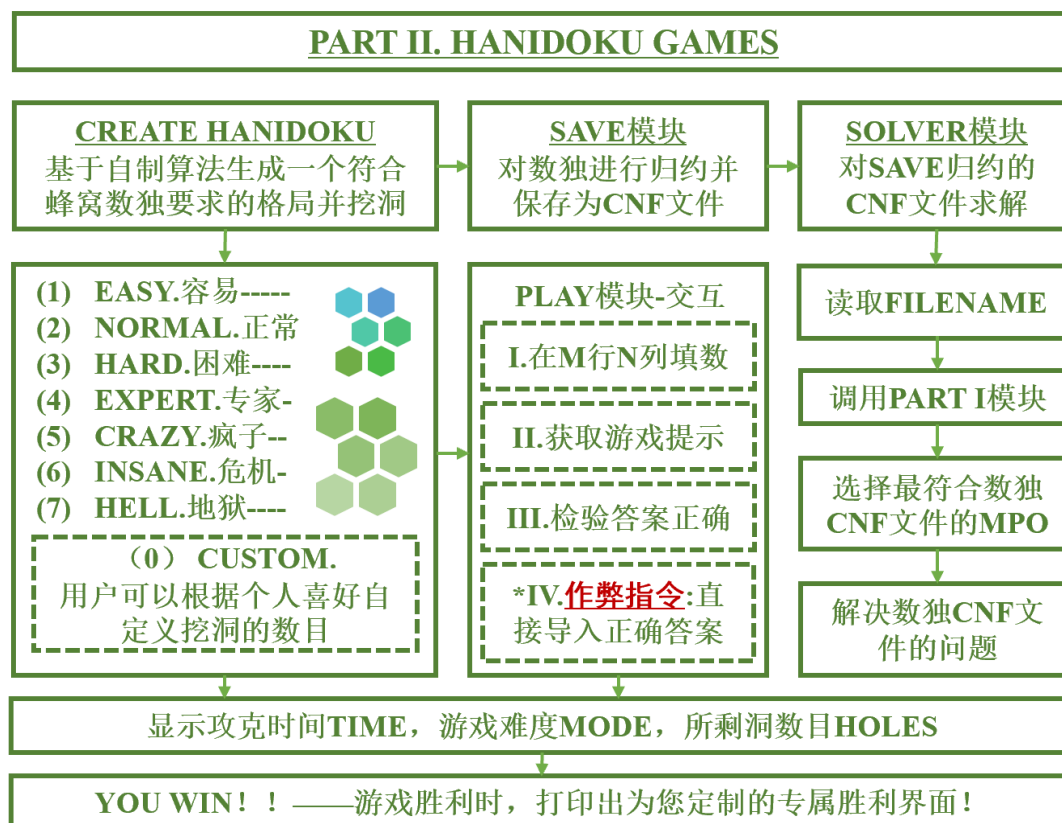 PART II. HANIDOKU GAMES
CREATE HANIDOKU
基于自制算法生成一个符合
蜂窝数独要求的格局并挖洞
SAVE模块
对数独进行归约并
保存为CNF文件
SOLVER模块
对SAVE归约的
CNF文件求解
(1) EASY.容易-----
(2) NORMAL.正常
(3) HARD.困难----
(4) EXPERT.专家-
(5) CRAZY.疯子--
(6) INSANE.危机-
(7) HELL.地狱----
（0） CUSTOM.
用户可以根据个人喜好自
定义挖洞的数目
PLAY模块-交互
I.在M行N列填数
II.获取游戏提示
III.检验答案正确
*IV.作弊指令:直
接导入正确答案
读取FILENAME
调用PART I模块
选择最符合数独
CNF文件的MPO
解决数独CNF文
件的问题
显示攻克时间TIME，游戏难度MODE，所剩洞数目HOLES
YOU WIN！！——游戏胜利时，打印出为您定制的专属胜利界面！